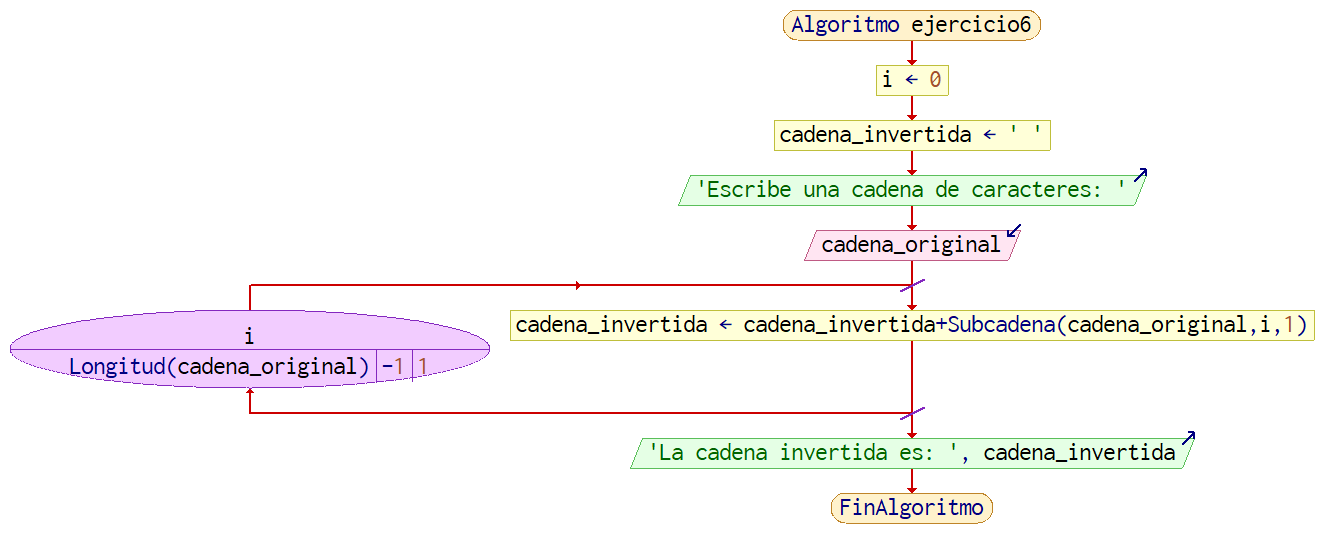 Algoritmo ejercicio6
i ← 0
cadena_invertida ← ' '
'Escribe una cadena de caracteres: '
cadena_original
i
Longitud(cadena_original) -1 1
cadena_invertida ← cadena_invertida+Subcadena(cadena_original,i,1)
'La cadena invertida es: ', cadena_invertida
FinAlgoritmo